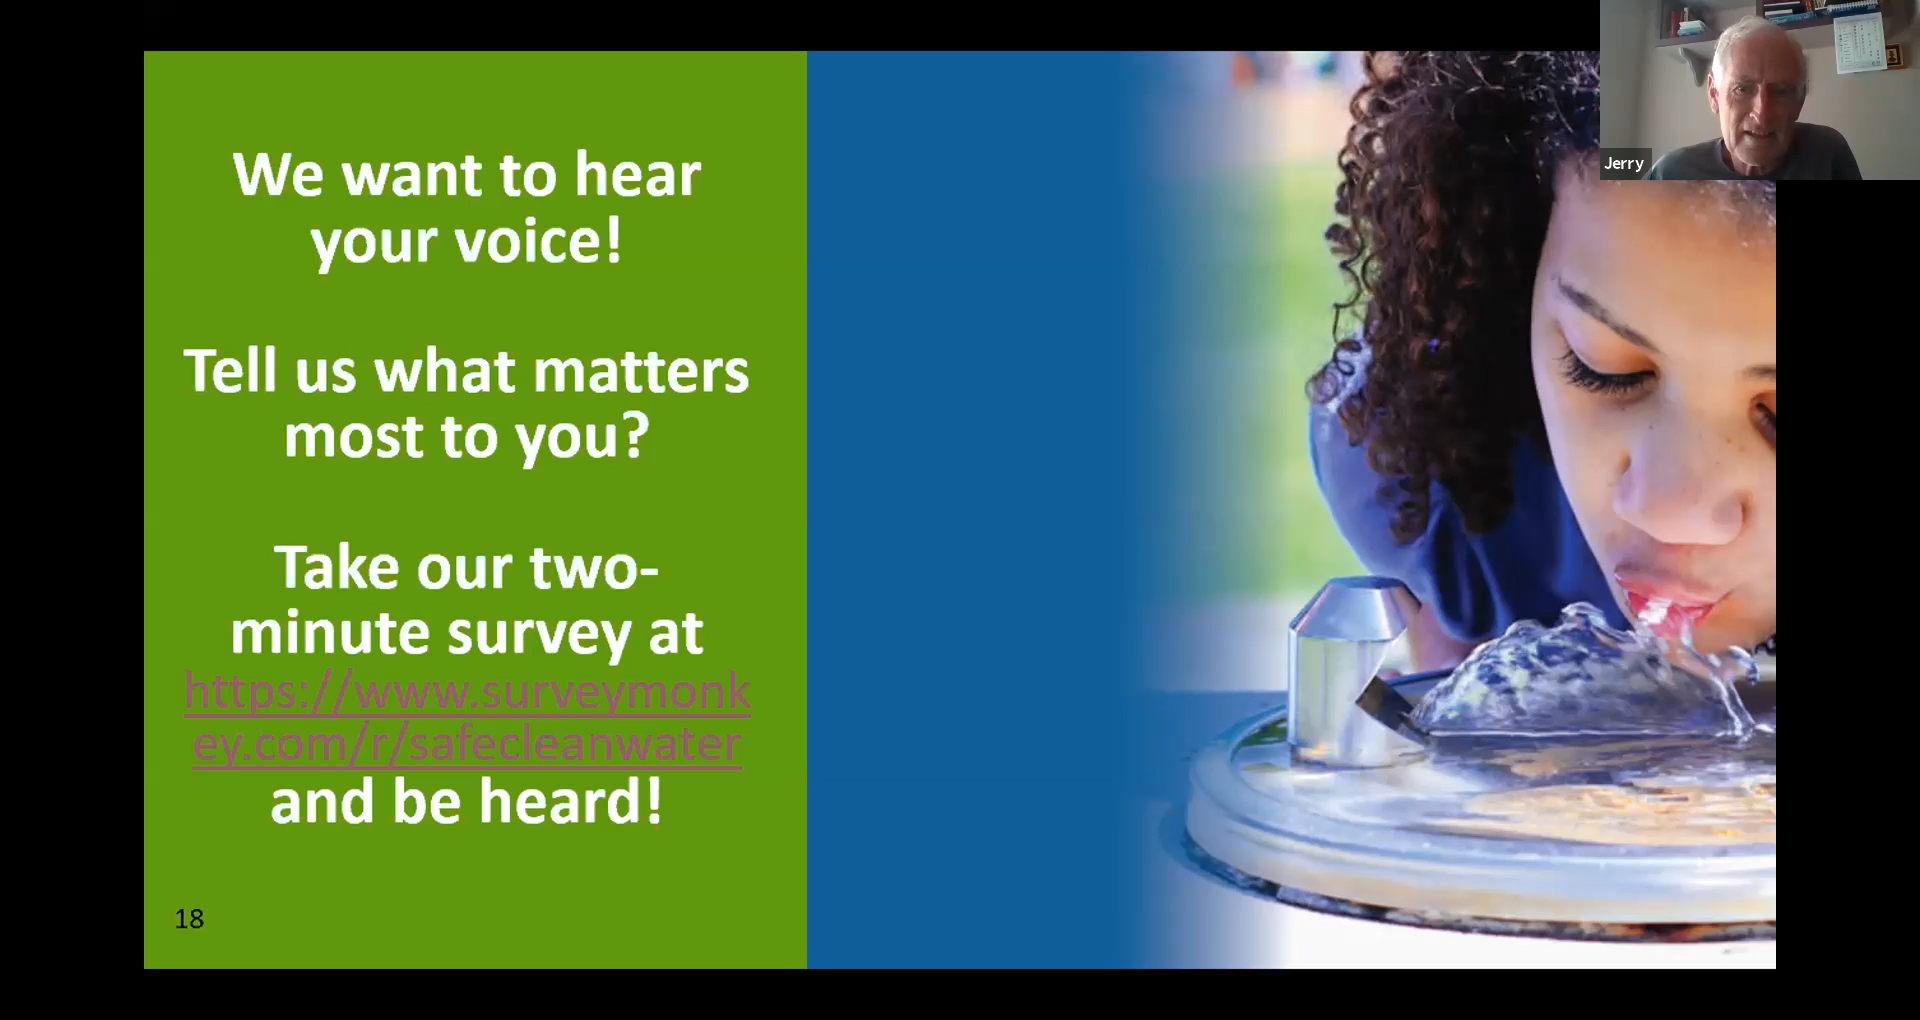 We want to hear
your voice!
Tell us what matters
most to you?
Take our two-
minute survey at
https://www.surveymonk
ey.com/r/safecleanwater
and be heard!
18
Jerry